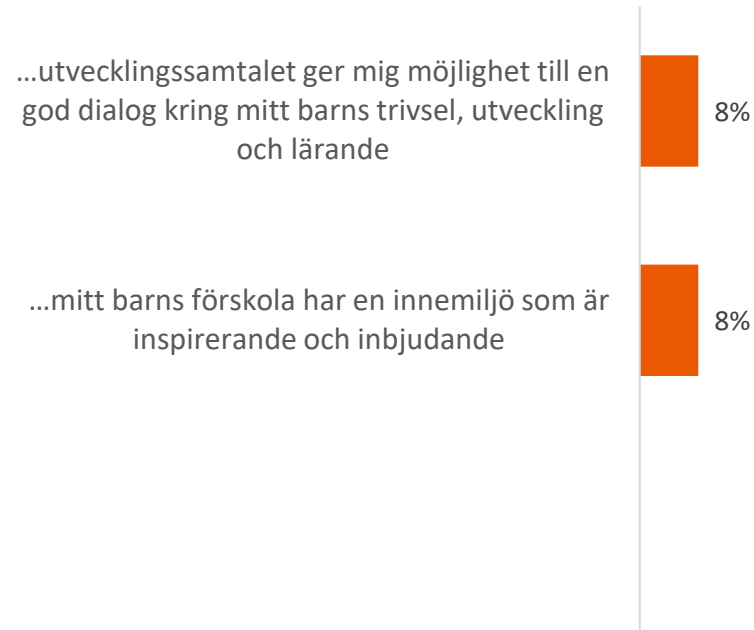 ...utvecklingssamtalet ger mig möjlighet till en
god dialog kring mitt barns trivsel, utveckling
och lärande
8%
...mitt barns förskola har en innemiljö som är
inspirerande och inbjudande
8%